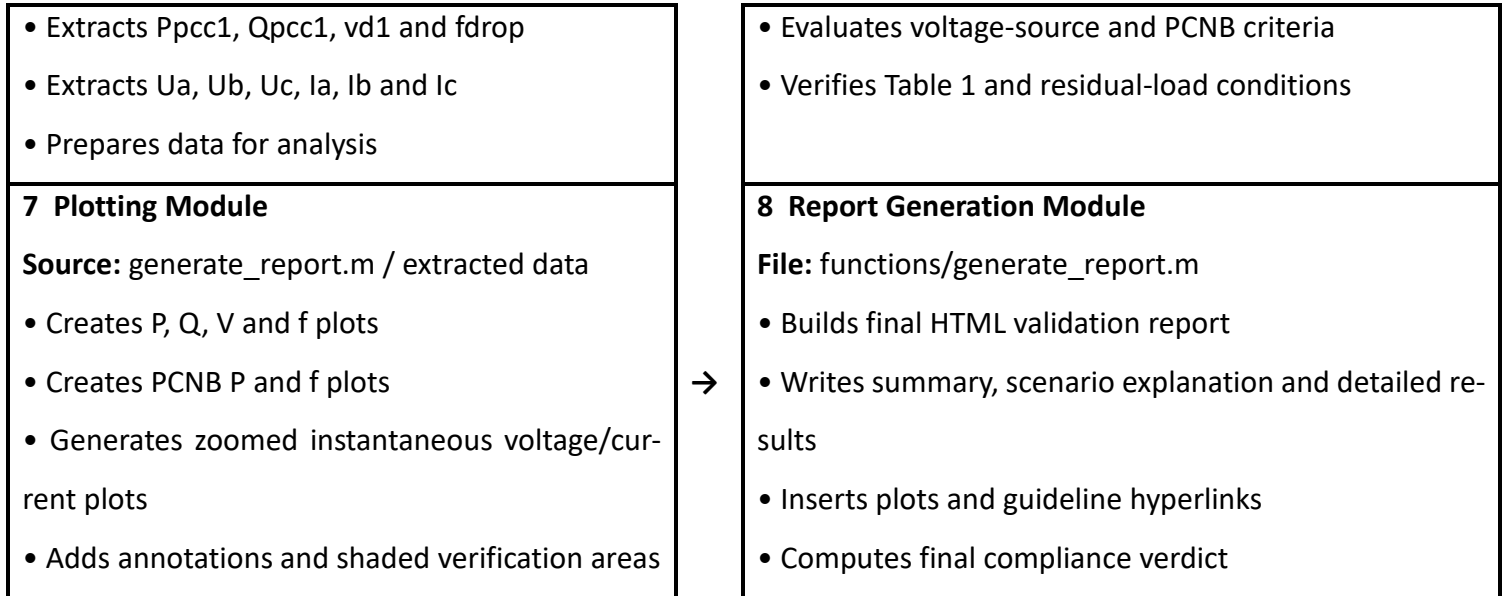 • Extracts Ppcc1, Qpcc1, vd1 and fdrop
• Extracts Ua, Ub, Uc, Ia, Ib and Ic
• Prepares data for analysis
• Evaluates voltage-source and PCNB criteria
• Verifies Table 1 and residual-load conditions
7 Plotting Module
Source: generate_report.m / extracted data
• Creates P, Q, V and f plots
• Creates PCNB P and f plots
• Generates zoomed instantaneous voltage/cur-
rent plots
• Adds annotations and shaded verification areas
→
8 Report Generation Module
File: functions/generate_report.m
• Builds final HTML validation report
• Writes summary, scenario explanation and detailed re-
sults
• Inserts plots and guideline hyperlinks
• Computes final compliance verdict